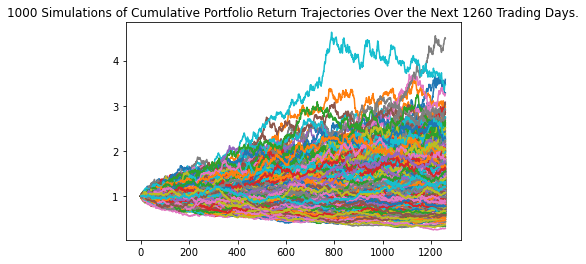 1000 Simulations of Cumulative Portfolio Return Trajectories Over the Next 1260 Trading Days.
4
3
2
1
0 200 400 600 800 1000 1200